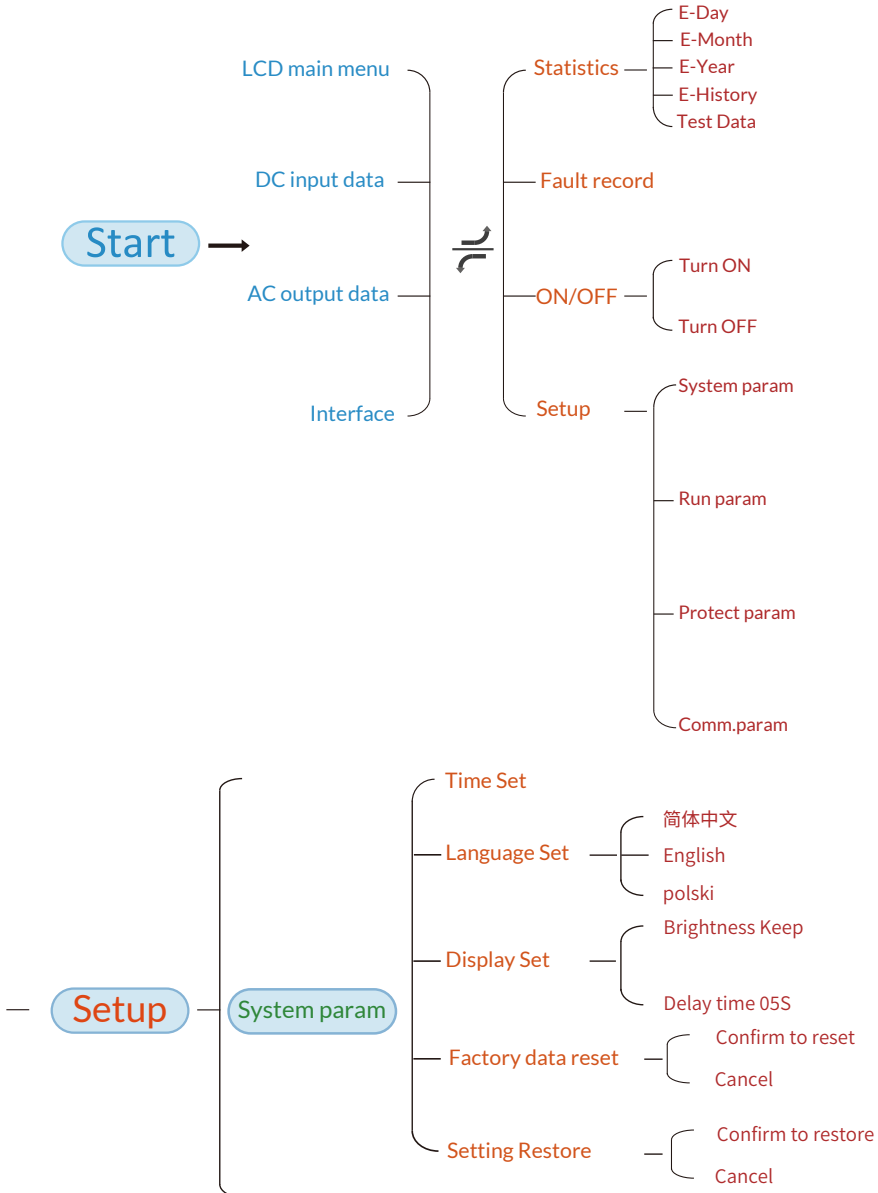 Start
LCD main menu
DC input data
AC output data
Interface
Statistics
E-Day
E-Month
E-Year
E-History
Test Data
Fault record
ON/OFF
Turn ON
Turn OFF
Setup
System param
Run param
Protect param
Comm.param
Setup
System param
Time Set
Language Set
简体中文
English
polski
Display Set
Brightness Keep
Delay time 05S
Factory data reset
Confirm to reset
Cancel
Setting Restore
Confirm to restore
Cancel